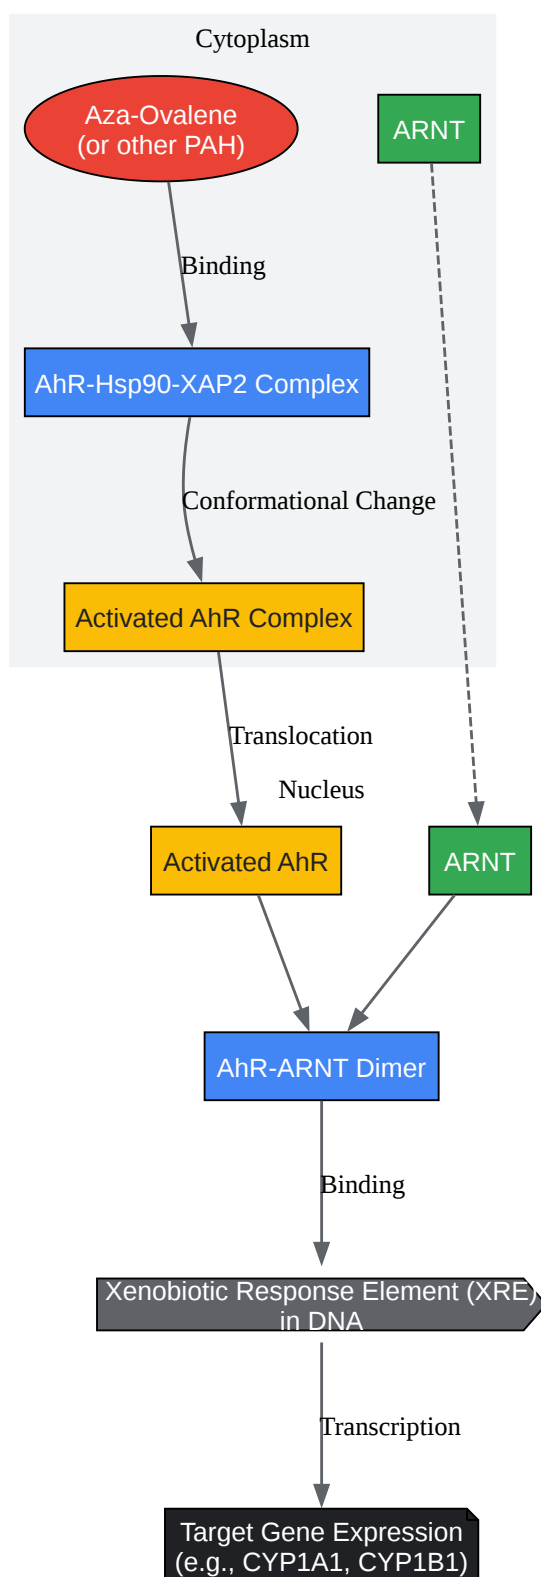 Cytoplasm
Aza-Ovalene
(or other PAH)
ARNT
Binding
AhR-Hsp90-XAP2 Complex
Conformational Change
Activated AhR Complex
Translocation
Nucleus
Activated AhR
ARNT
AhR-ARNT Dimer
Binding
Xenobiotic Response Element (XRE)
in DNA
Transcription
Target Gene Expression
(e.g., CYP1A1, CYP1B1)